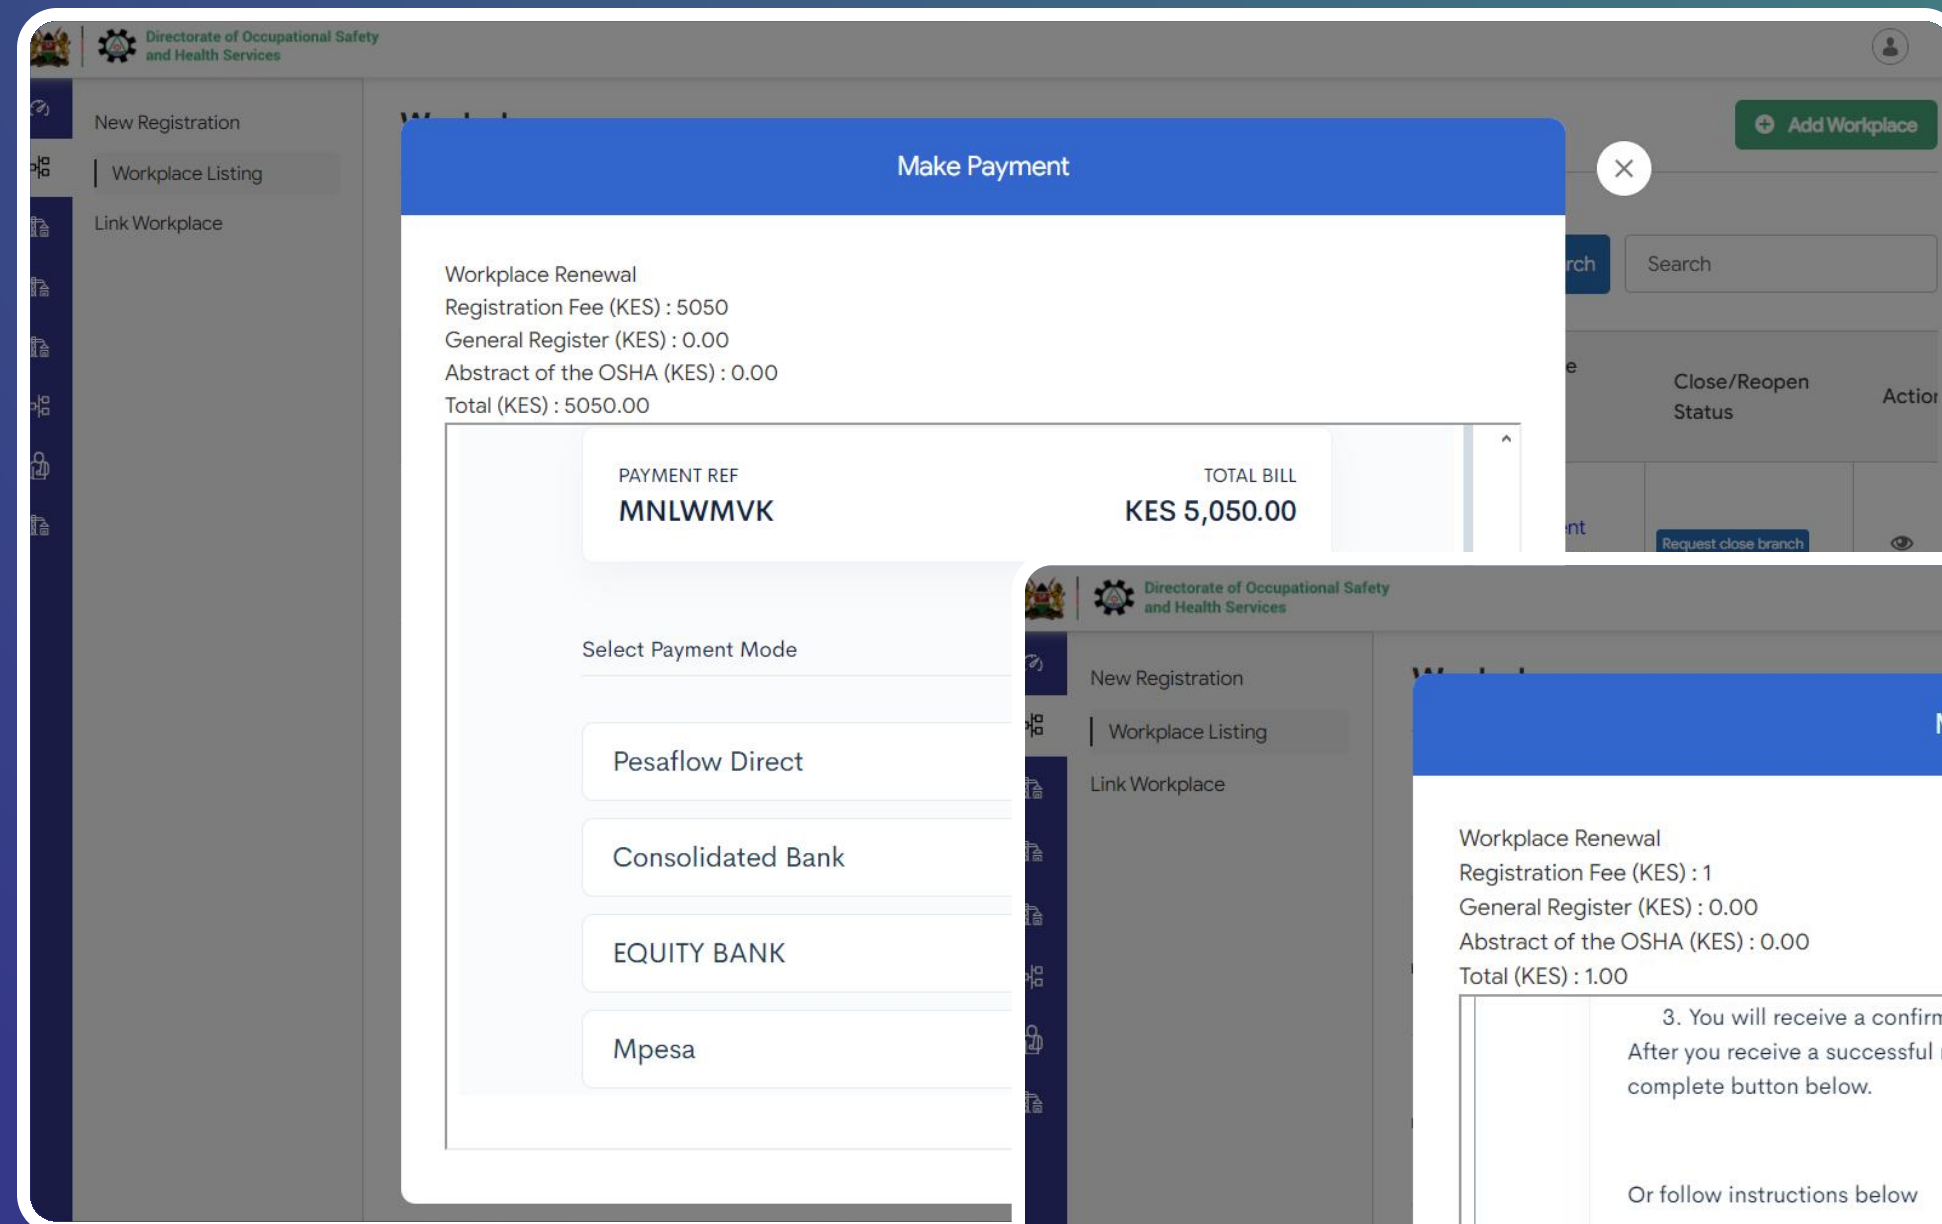 Directorate of Occupational Safety
and Health Services
New Registration
Workplace Listing
Link Workplace
Add Workplace
Make Payment
Workplace Renewal
Registration Fee (KES) : 5050
General Register (KES) : 0.00
Abstract of the OSHA (KES) : 0.00
Total (KES) : 5050.00
Search
Close/Reopen
Status
PAYMENT REF
TOTAL BILL
MNLWMVK
KES 5,050.00
Request close branch
Select Payment Mode
Pesaflow Direct
Consolidated Bank
EQUITY BANK
Mpesa
Directorate of Occupational Safety
and Health Services
New Registration
Workplace Listing
Link Workplace
Workplace Renewal
Registration Fee (KES) : 1
General Register (KES) : 0.00
Abstract of the OSHA (KES) : 0.00
Total (KES) : 1.00
3. You will receive a confirm
After you receive a successful
complete button below.
Or follow instructions below